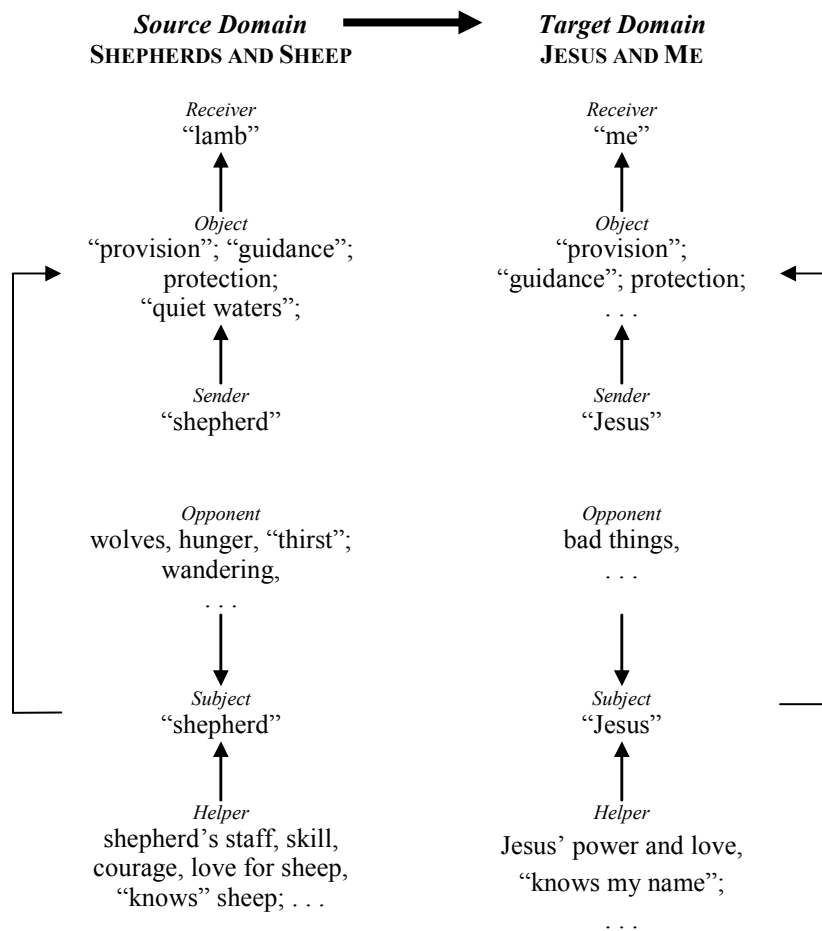 Source Domain
SHEPHERDS AND SHEEP
Receiver
“lamb”
Object
“provision”; “guidance”;
protection;
“quiet waters”;
Sender
“shepherd”
Opponent
wolves, hunger, “thirst”;
wandering,
. . .
Subject
“shepherd”
Helper
shepherd’s staff, skill,
courage, love for sheep,
“knows” sheep; . . .
Target Domain
JESUS AND ME
Receiver
“me”
Object
“provision”;
“guidance”; protection;
. . .
Sender
“Jesus”
Opponent
bad things,
. . .
Subject
“Jesus”
Helper
Jesus’ power and love,
“knows my name”;
. . .